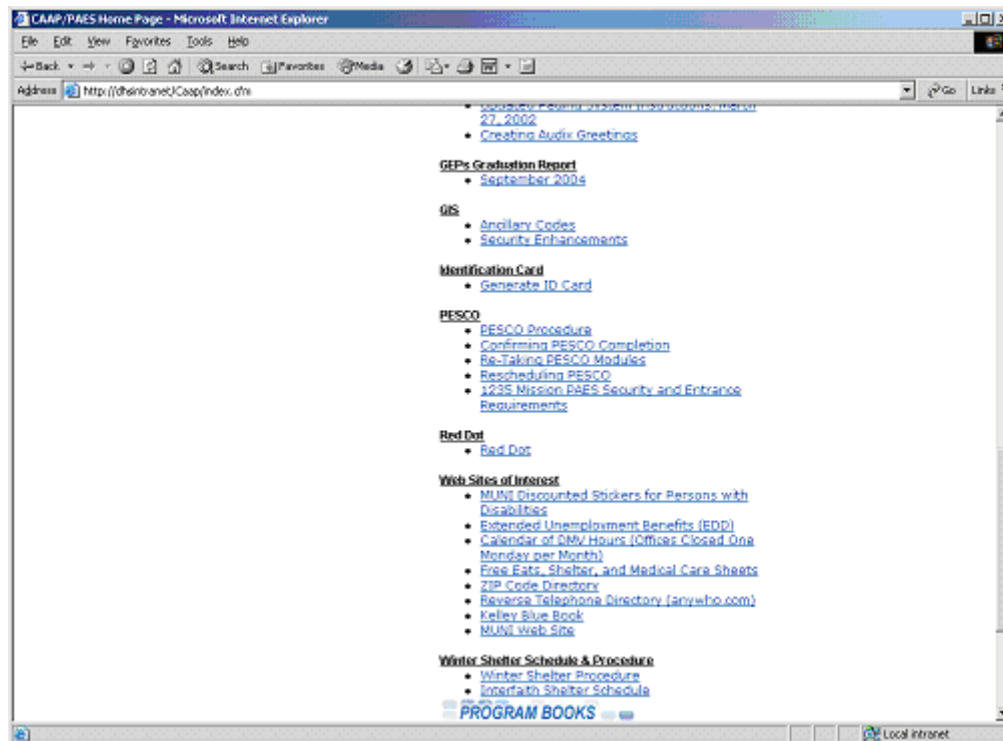 CAAP/PAES Home Page - Microsoft Internet Explorer
File Edit View Favorites Tools Help
Back Search Favorites Media
Address http://dhsintranet/Caap/index.cfm Go Links
Updated Paging System Instructions, March
27, 2002
Creating Audix Greetings
GEPs Graduation Report
September 2004
GIS
Ancillary Codes
Security Enhancements
Identification Card
Generate ID Card
PESCO
PESCO Procedure
Confirming PESCO Completion
Re-Taking PESCO Modules
Rescheduling PESCO
1235 Mission PAES Security and Entrance
Requirements
Red Dot
Red Dot
Web Sites of Interest
MUNI Discounted Stickers for Persons with
Disabilities
Extended Unemployment Benefits (EDD)
Calendar of DMV Hours (Offices Closed One
Monday per Month)
Free Eats, Shelter, and Medical Care Sheets
ZIP Code Directory
Reverse Telephone Directory (anywho.com)
Kelley Blue Book
MUNI Web Site
Winter Shelter Schedule & Procedure
Winter Shelter Procedure
Interfaith Shelter Schedule
PROGRAM BOOKS
Local intranet